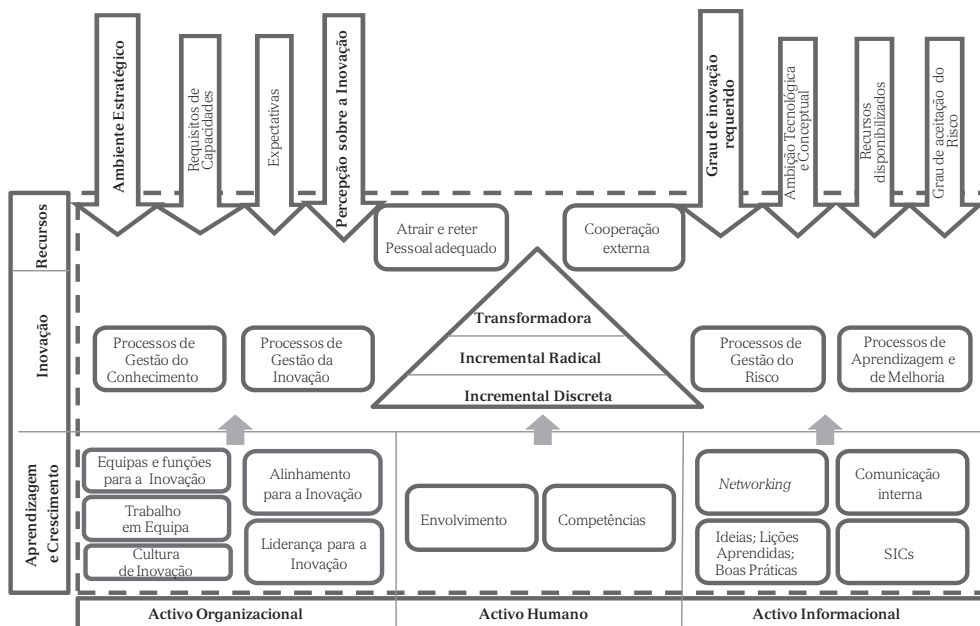 Ambiente Estratégico
Requisitos de
Capacidades
Expectativas
Percepção sobre a Inovação
Grau de inovação
requerido
Ambição Tecnológica
e Conceptual
Recursos
disponibilizados
Grau de aceitação do
Risco
Recursos
Atrair e reter
Pessoal adequado
Cooperação
externa
Inovação
Processos de
Gestão do
Conhecimento
Processos de
Gestão da
Inovação
Transformadora
Incremental Radical
Incremental Discreta
Processos de
Gestão do
Risco
Processos de
Aprendizagem e
de Melhoria
Aprendizagem
e Crescimento
Equipas e funções
para a Inovação
Trabalho
em Equipa
Cultura
de Inovação
Alinhamento
para a Inovação
Liderança para a
Inovação
Envolvimento
Competências
Networking
Comunicação
interna
Ideias; Lições
Aprendidas;
Boas Práticas
SICs
Activo Organizacional
Activo Humano
Activo Informacional